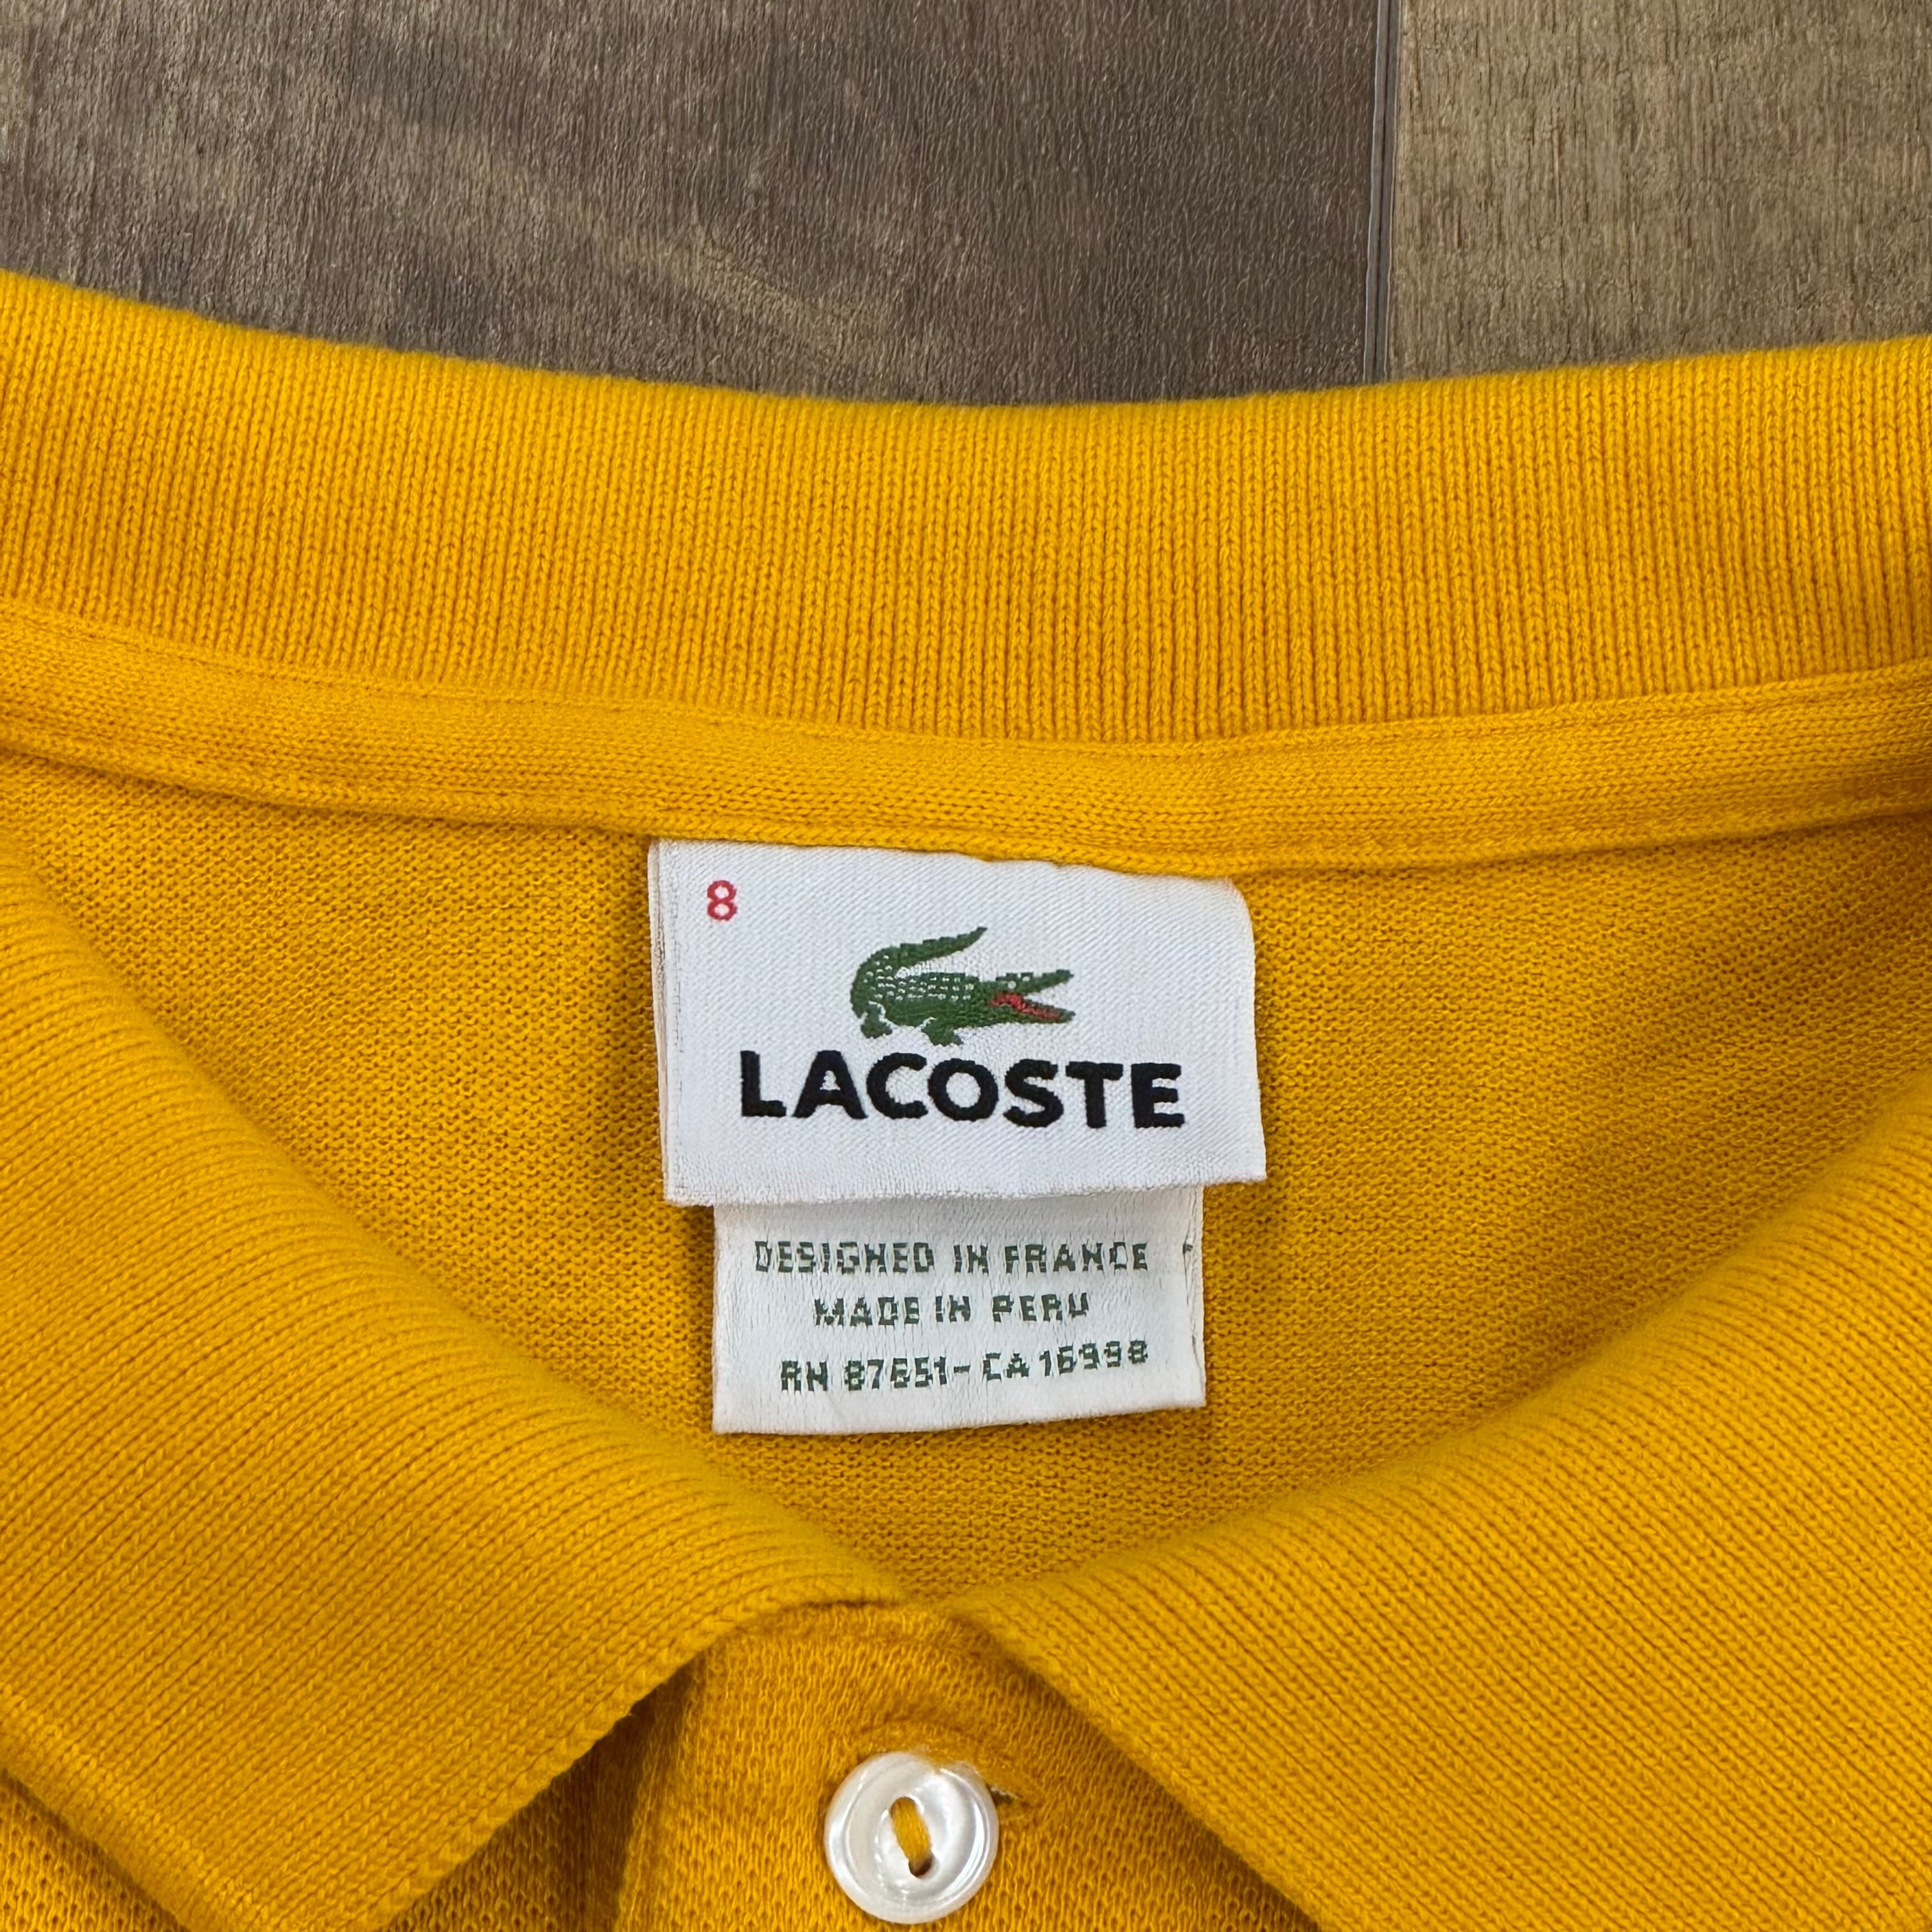 8
LACOSTE
DESIGNED IN FRANCE
MADE IN PERU
RN 87651-CA 16998